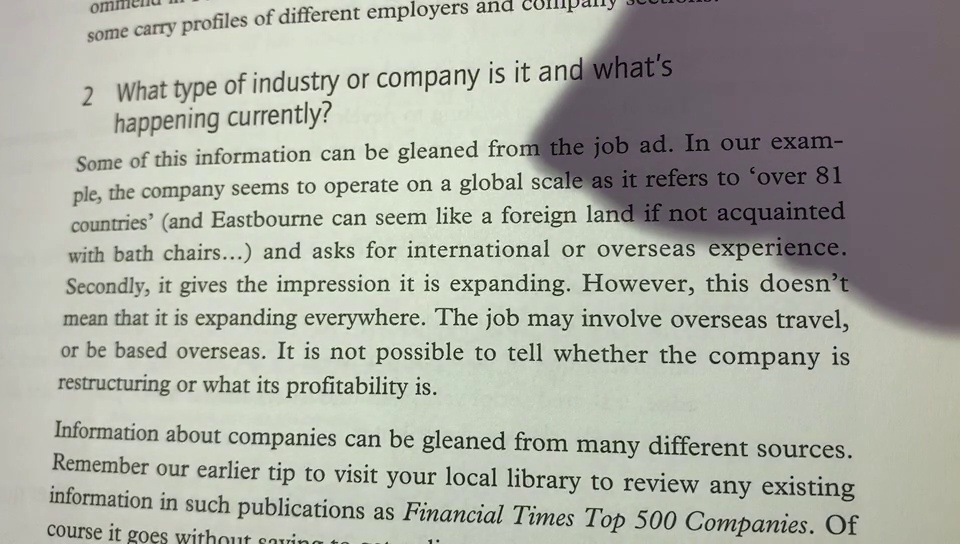 some carry profiles of different employers and company sections.
2 What type of industry or company is it and what's
happening currently?
Some of this information can be gleaned from the job ad. In our exam-
ple, the company seems to operate on a global scale as it refers to ‘over 81
countries’ (and Eastbourne can seem like a foreign land if not acquainted
with bath chairs...) and asks for international or overseas experience.
Secondly, it gives the impression it is expanding. However, this doesn’t
mean that it is expanding everywhere. The job may involve overseas travel,
or be based overseas. It is not possible to tell whether the company is
restructuring or what its profitability is.
Information about companies can be gleaned from many different sources.
Remember our earlier tip to visit your local library to review any existing
information in such publications as Financial Times Top 500 Companies. Of
course it goes without saying to